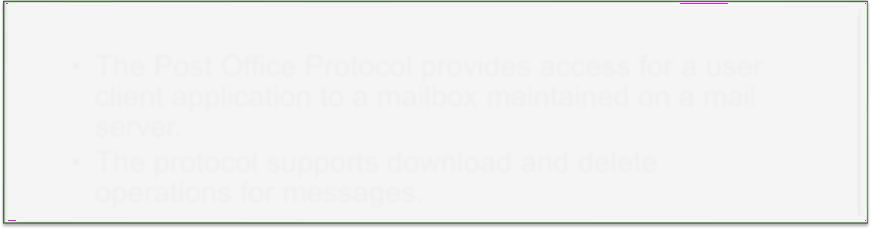 • The Post Office Protocol provides access for a user
client application to a mailbox maintained on a mail
server.
• The protocol supports download and delete
operations for messages.